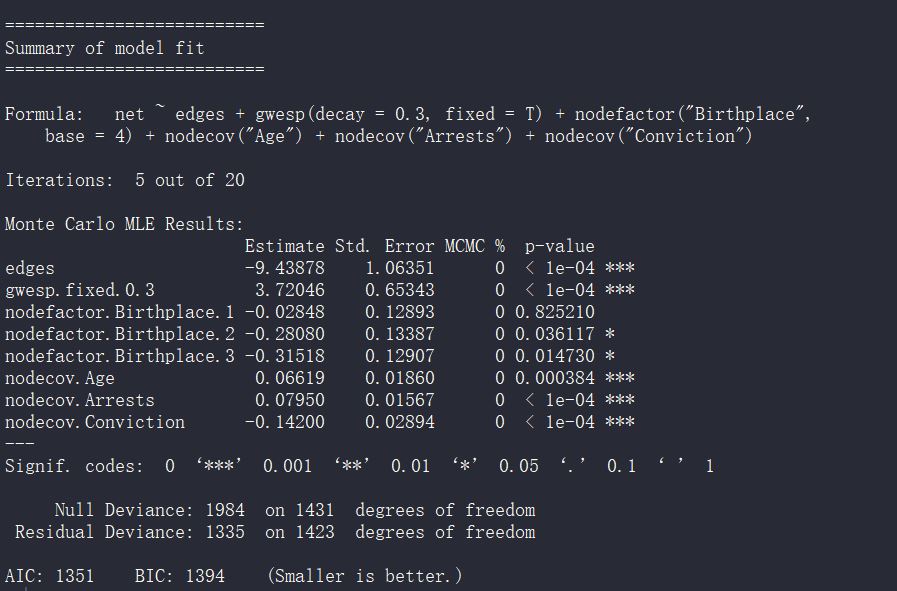 ==========================
Summary of model fit
==========================
Formula:   net ~ edges + gwesp(decay = 0.3, fixed = T) + nodefactor("Birthplace",
    base = 4) + nodecov("Age") + nodecov("Arrests") + nodecov("Conviction")
Iterations:  5 out of 20
Monte Carlo MLE Results:
                        Estimate Std. Error MCMC %  p-value
edges                   -9.43878    1.06351      0  < 1e-04 ***
gwesp.fixed.0.3          3.72046    0.65343      0  < 1e-04 ***
nodefactor.Birthplace.1 -0.02848    0.12893      0 0.825210
nodefactor.Birthplace.2 -0.28080    0.13387      0 0.036117 *
nodefactor.Birthplace.3 -0.31518    0.12907      0 0.014730 *
nodecov.Age              0.06619    0.01860      0 0.000384 ***
nodecov.Arrests          0.07950    0.01567      0  < 1e-04 ***
nodecov.Conviction      -0.14200    0.02894      0  < 1e-04 ***
---
Signif. codes:  0 ‘***’ 0.001 ‘**’ 0.01 ‘*’ 0.05 ‘.’ 0.1 ‘ ’ 1
     Null Deviance: 1984  on 1431  degrees of freedom
 Residual Deviance: 1335  on 1423  degrees of freedom
AIC: 1351    BIC: 1394    (Smaller is better.)